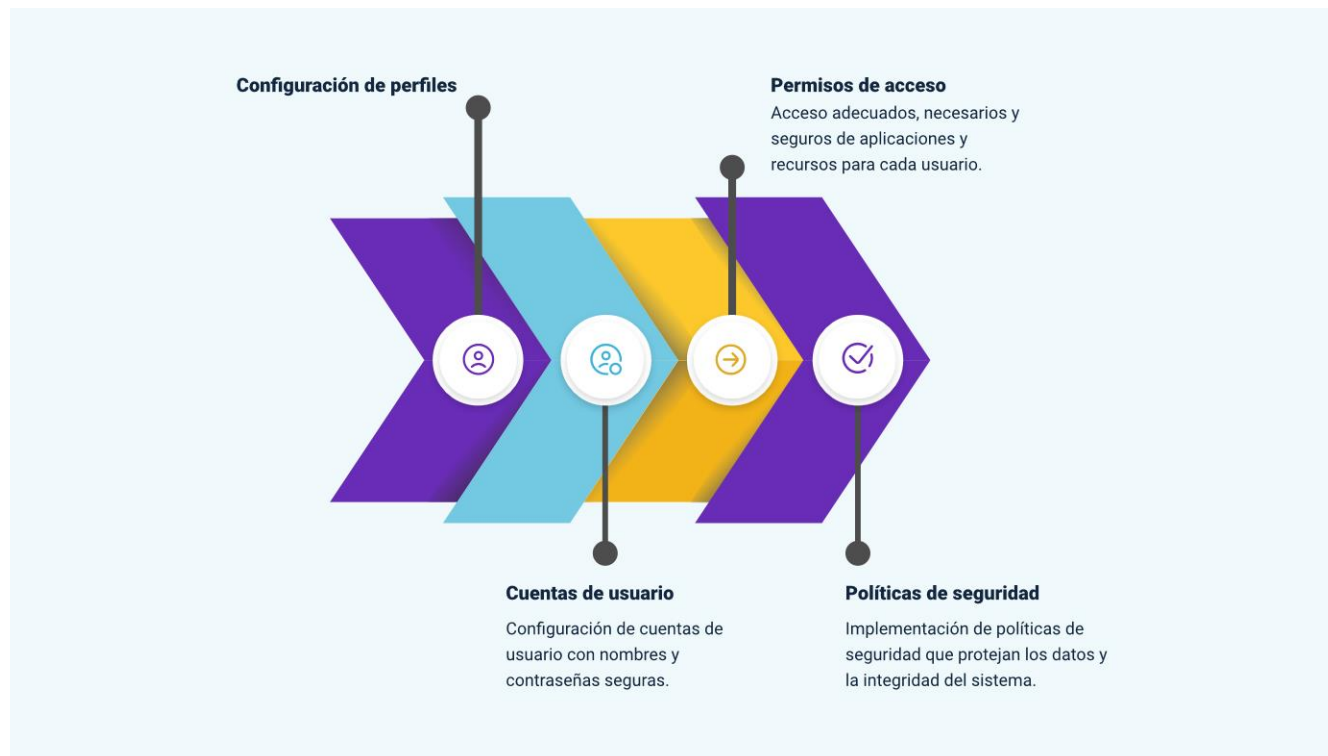 Configuración de perfiles
Permisos de acceso
Acceso adecuados, necesarios y
seguros de aplicaciones y
recursos para cada usuario.
Cuentas de usuario
Configuración de cuentas de
usuario con nombres y
contraseñas seguras.
Políticas de seguridad
Implementación de políticas de
seguridad que protejan los datos y
la integridad del sistema.